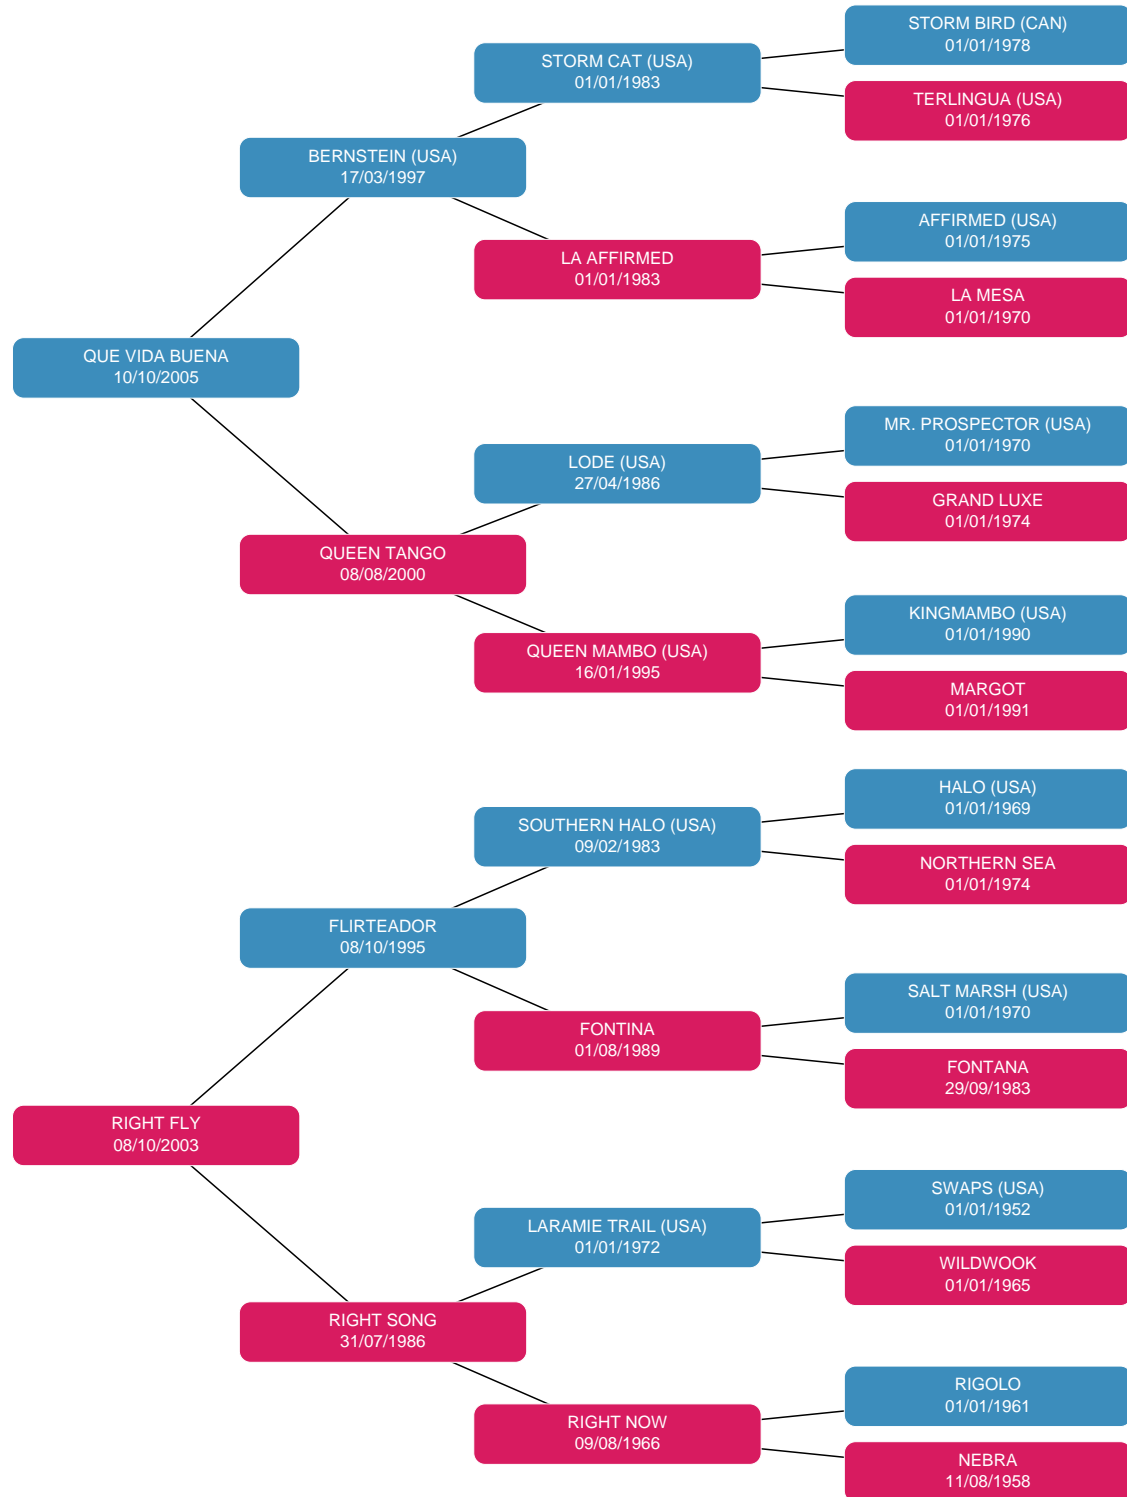 STORM BIRD (CAN)
01/01/1978
STORM CAT (USA)
01/01/1983
TERLINGUA (USA)
01/01/1976
BERNSTEIN (USA)
17/03/1997
AFFIRMED (USA)
01/01/1975
LA AFFIRMED
01/01/1983
LA MESA
01/01/1970
QUE VIDA BUENA
10/10/2005
MR. PROSPECTOR (USA)
01/01/1970
LODE (USA)
27/04/1986
GRAND LUXE
01/01/1974
QUEEN TANGO
08/08/2000
KINGMAMBO (USA)
01/01/1990
QUEEN MAMBO (USA)
16/01/1995
MARGOT
01/01/1991
HALO (USA)
01/01/1969
SOUTHERN HALO (USA)
09/02/1983
NORTHERN SEA
01/01/1974
FLIRTEADOR
08/10/1995
SALT MARSH (USA)
01/01/1970
FONTINA
01/08/1989
FONTANA
29/09/1983
RIGHT FLY
08/10/2003
SWAPS (USA)
01/01/1952
LARAMIE TRAIL (USA)
01/01/1972
WILDWOOK
01/01/1965
RIGHT SONG
31/07/1986
RIGOLO
01/01/1961
RIGHT NOW
09/08/1966
NEBRA
11/08/1958